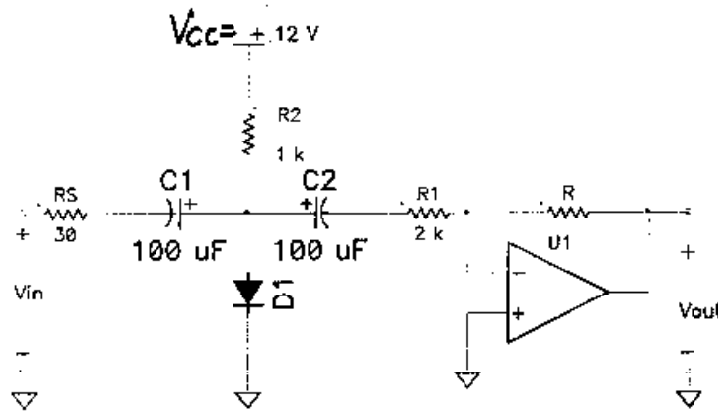 Vcc= + 12 V
R2
1 k
C1
C2
RS
+
+
R1
R
30
2 k
U1
+
100 uF
100 uF
+
D1
−
Vin
+
Vout
−
−